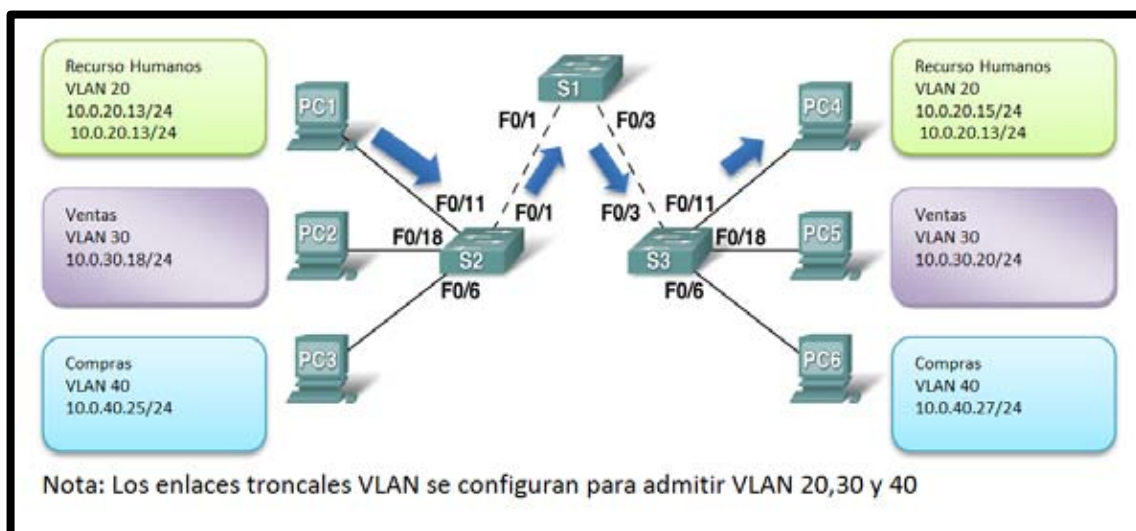 Recurso Humanos
VLAN 20
10.0.20.13/24
10.0.20.13/24
Ventas
VLAN 30
10.0.30.18/24
Compras
VLAN 40
10.0.40.25/24
PC1
PC2
PC3
F0/11
F0/18
F0/6
S2
F0/1
F0/1
S1
F0/3
F0/3
S3
F0/11
F0/18
F0/6
PC4
PC5
PC6
Recurso Humanos
VLAN 20
10.0.20.15/24
10.0.20.13/24
Ventas
VLAN 30
10.0.30.20/24
Compras
VLAN 40
10.0.40.27/24
Nota: Los enlaces troncales VLAN se configuran para admitir VLAN 20,30 y 40